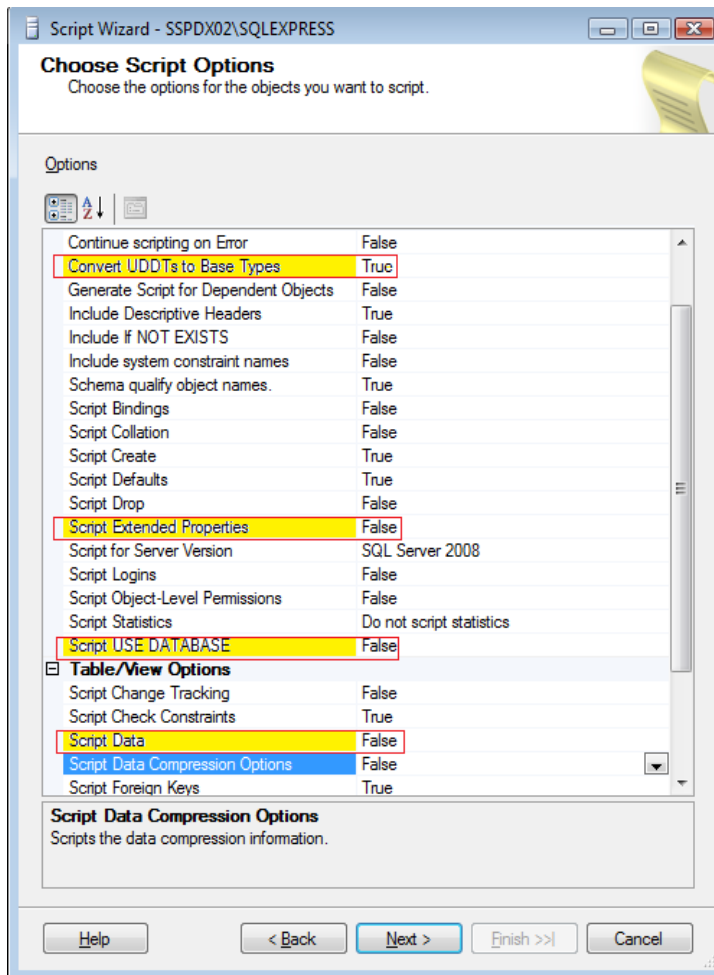 Script Wizard - SSPDX02\SQLEXPRESS
Choose Script Options
Choose the options for the objects you want to script.
Options
Continue scripting on Error False
Convert UDDTs to Base Types True
Generate Script for Dependent Objects False
Include Descriptive Headers True
Include If NOT EXISTS False
Include system constraint names False
Schema qualify object names. True
Script Bindings False
Script Collation False
Script Create True
Script Defaults True
Script Drop False
Script Extended Properties False
Script for Server Version SQL Server 2008
Script Logins False
Script Object-Level Permissions False
Script Statistics Do not script statistics
Script USE DATABASE False
Table/View Options
Script Change Tracking False
Script Check Constraints True
Script Data False
Script Data Compression Options False
Script Foreign Keys True
Script Data Compression Options
Scripts the data compression information.
Help < Back Next > Finish >>| Cancel